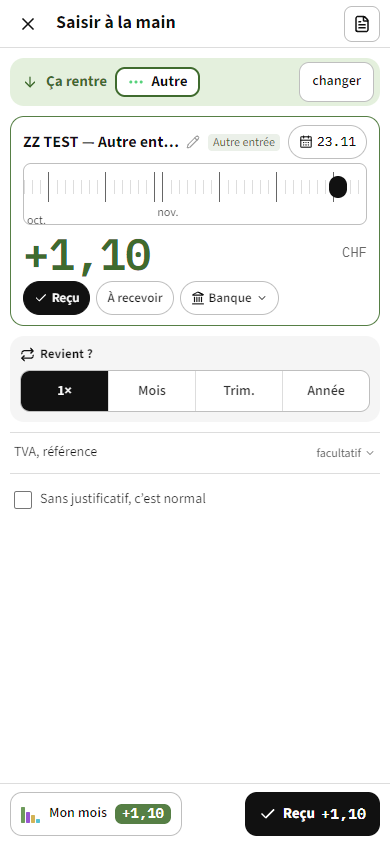 Saisir à la main
Ça rentre
Autre
changer
ZZ TEST — Autre ent...
Autre entrée
23.11
oct.
nov.
+1,10
CHF
Reçu
À recevoir
Banque
Revient ?
1×
Mois
Trim.
Année
TVA, référence
facultatif
Sans justificatif, c’est normal
Mon mois
+1,10
Reçu +1,10